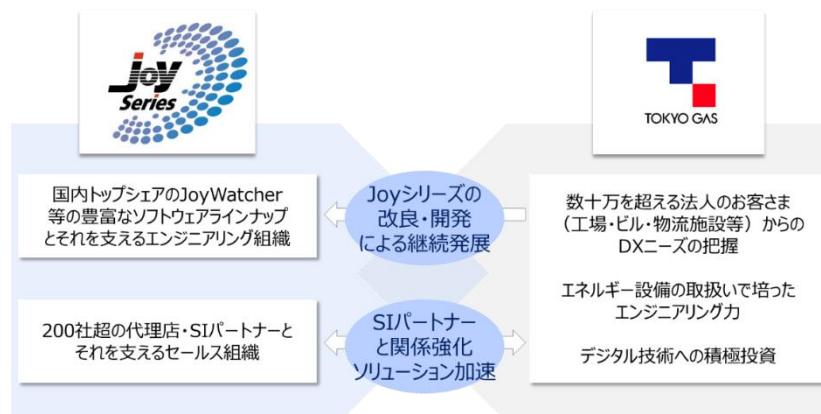 Joy
Series
TOKYO GAS
国内トップシェアのJoyWatcher
等の豊富なソフトウェアラインナップ
とそれを支えるエンジニアリング組織
Joyシリーズの
改良・開発
による継続発展
数十万を超える法人のお客さま
（工場・ビル・物流施設等）からの
DXニーズの把握
エネルギー設備の取扱いで培った
エンジニアリング力
デジタル技術への積極投資
200社超の代理店・SIパートナーと
それを支えるセールス組織
SIパートナー
と関係強化
ソリューション加速